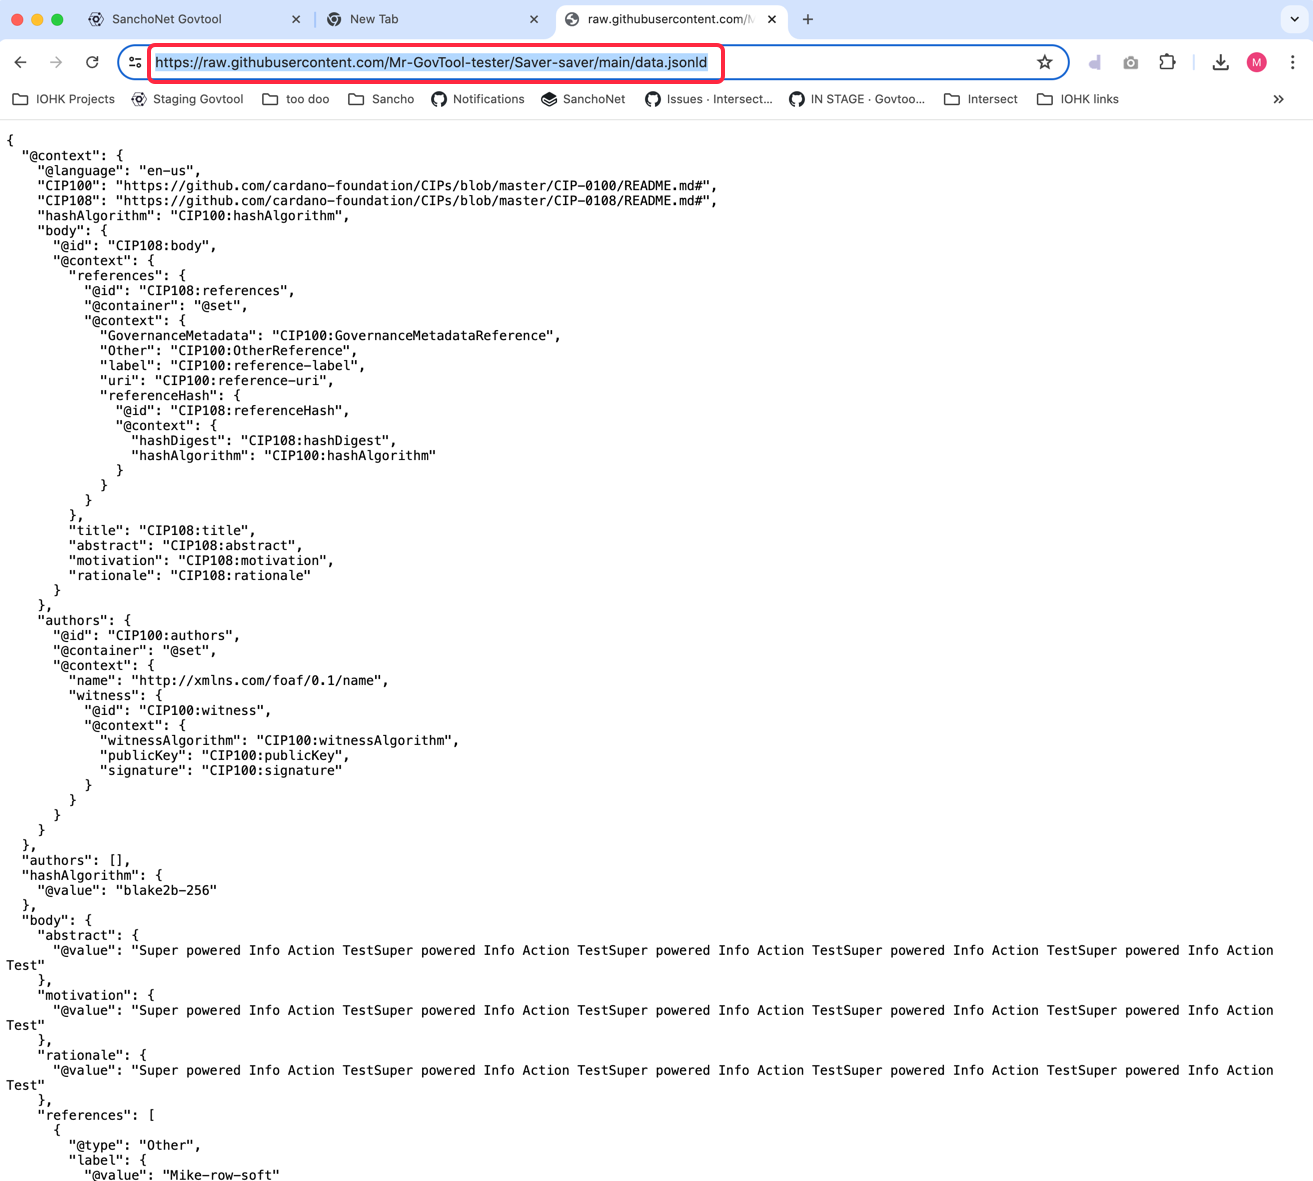 SanchoNet Govtool
New Tab
raw.githubusercontent.com/M
https://raw.githubusercontent.com/Mr-GovTool-tester/Saver-saver/main/data.jsonld
M
IOHK Projects
Staging Govtool
too doo
Sancho
Notifications
SanchoNet
Issues · Intersect...
IN STAGE · Govtoo...
Intersect
IOHK links
{
  "@context": {
    "@language": "en-us",
    "CIP100": "https://github.com/cardano-foundation/CIPs/blob/master/CIP-0100/README.md#",
    "CIP108": "https://github.com/cardano-foundation/CIPs/blob/master/CIP-0108/README.md#",
    "hashAlgorithm": "CIP100:hashAlgorithm",
    "body": {
      "@id": "CIP108:body",
      "@context": {
        "references": {
          "@id": "CIP108:references",
          "@container": "@set",
          "@context": {
            "GovernanceMetadata": "CIP100:GovernanceMetadataReference",
            "Other": "CIP100:OtherReference",
            "label": "CIP100:reference-label",
            "uri": "CIP100:reference-uri",
            "referenceHash": {
              "@id": "CIP108:referenceHash",
              "@context": {
                "hashDigest": "CIP108:hashDigest",
                "hashAlgorithm": "CIP100:hashAlgorithm"
              }
            }
          }
        },
        "title": "CIP108:title",
        "abstract": "CIP108:abstract",
        "motivation": "CIP108:motivation",
        "rationale": "CIP108:rationale"
      }
    },
    "authors": {
      "@id": "CIP100:authors",
      "@container": "@set",
      "@context": {
        "name": "http://xmlns.com/foaf/0.1/name",
        "witness": {
          "@id": "CIP100:witness",
          "@context": {
            "witnessAlgorithm": "CIP100:witnessAlgorithm",
            "publicKey": "CIP100:publicKey",
            "signature": "CIP100:signature"
          }
        }
      }
    }
  },
  "authors": [],
  "hashAlgorithm": {
    "@value": "blake2b-256"
  },
  "body": {
    "abstract": {
      "@value": "Super powered Info Action TestSuper powered Info Action TestSuper powered Info Action TestSuper powered Info Action TestSuper powered Info Action
Test"
    },
    "motivation": {
      "@value": "Super powered Info Action TestSuper powered Info Action TestSuper powered Info Action TestSuper powered Info Action TestSuper powered Info Action
Test"
    },
    "rationale": {
      "@value": "Super powered Info Action TestSuper powered Info Action TestSuper powered Info Action TestSuper powered Info Action TestSuper powered Info Action
Test"
    },
    "references": [
      {
        "@type": "Other",
        "label": {
          "@value": "Mike-row-soft"